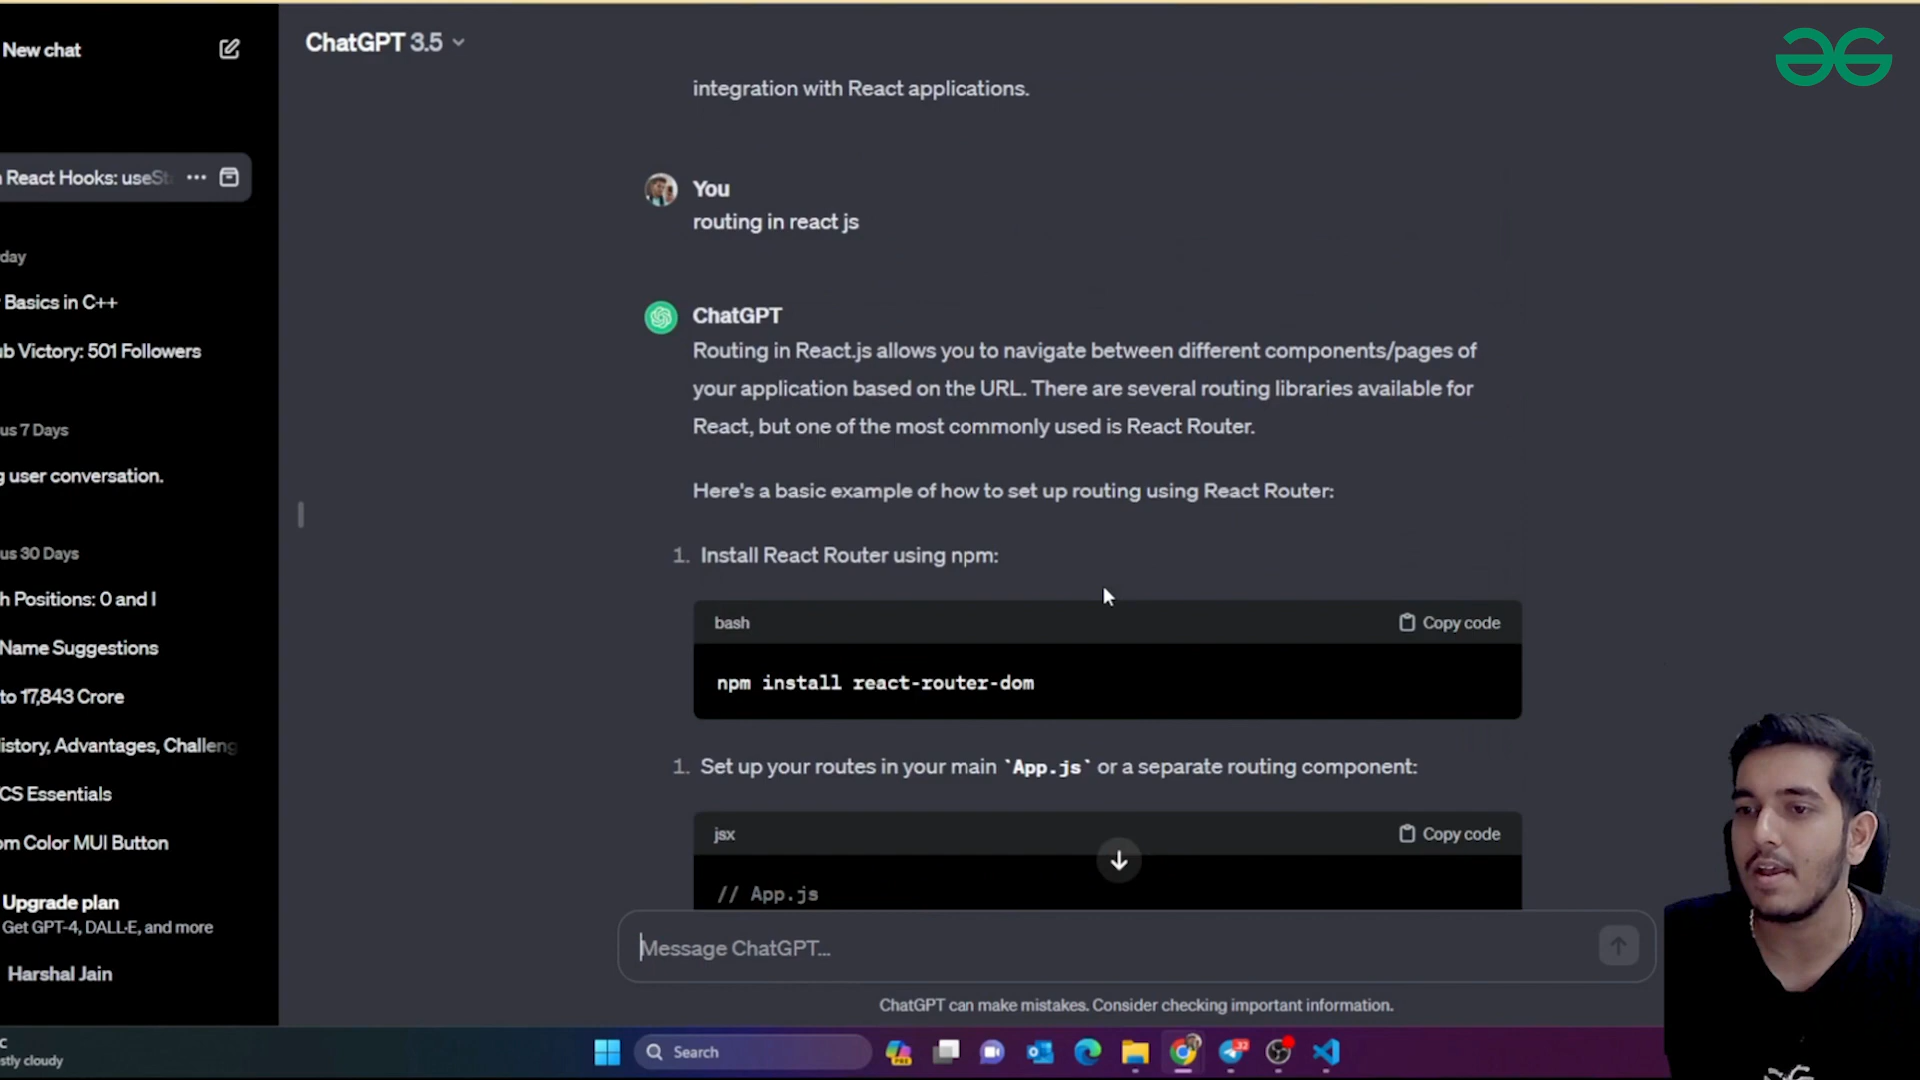 New chat
ChatGPT 3.5
integration with React applications.
React Hooks: useSt
You
routing in react js
day
Basics in C++
ub Victory: 501 Followers
us 7 Days
g user conversation.
us 30 Days
h Positions: 0 and I
Name Suggestions
to 17,843 Crore
istory, Advantages, Challeng
CS Essentials
om Color MUI Button
Upgrade plan
Get GPT-4, DALL·E, and more
Harshal Jain
ChatGPT
Routing in React.js allows you to navigate between different components/pages of
your application based on the URL. There are several routing libraries available for
React, but one of the most commonly used is React Router.
Here's a basic example of how to set up routing using React Router:
1. Install React Router using npm:
bash
Copy code
npm install react-router-dom
1. Set up your routes in your main `App.js` or a separate routing component:
jsx
Copy code
// App.js
Message ChatGPT...
ChatGPT can make mistakes. Consider checking important information.
C
stly cloudy
Search
PRE
32